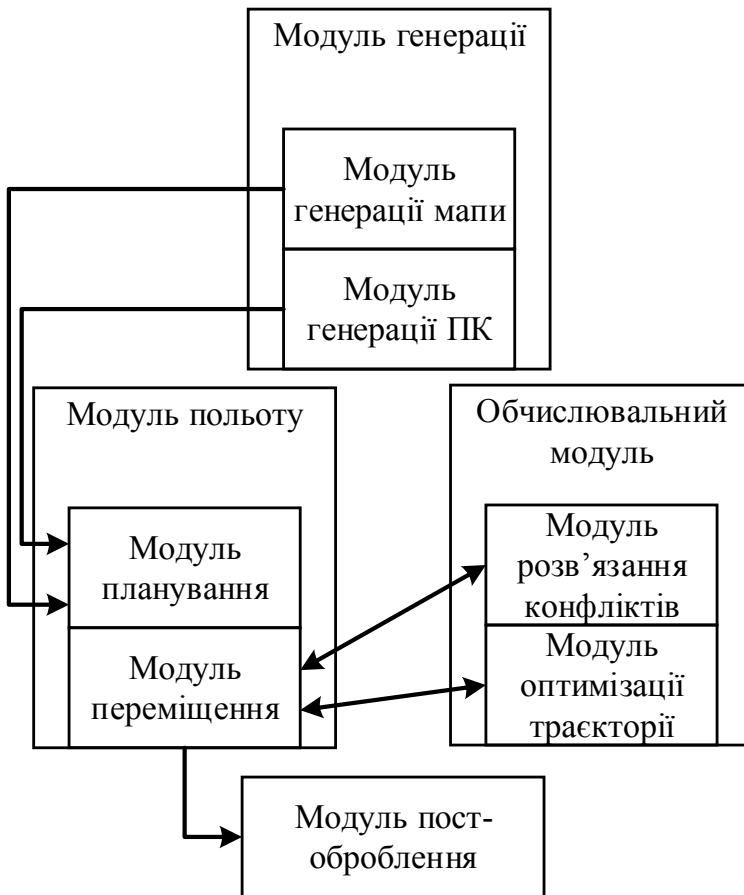 Модуль генерації
Модуль
генерації мапи
Модуль
генерації ПК
Модуль польоту
Модуль
планування
Модуль
переміщення
Обчислювальний
модуль
Модуль
розв’язання
конфліктів
Модуль
оптимізації
траєкторії
Модуль пост-
оброблення